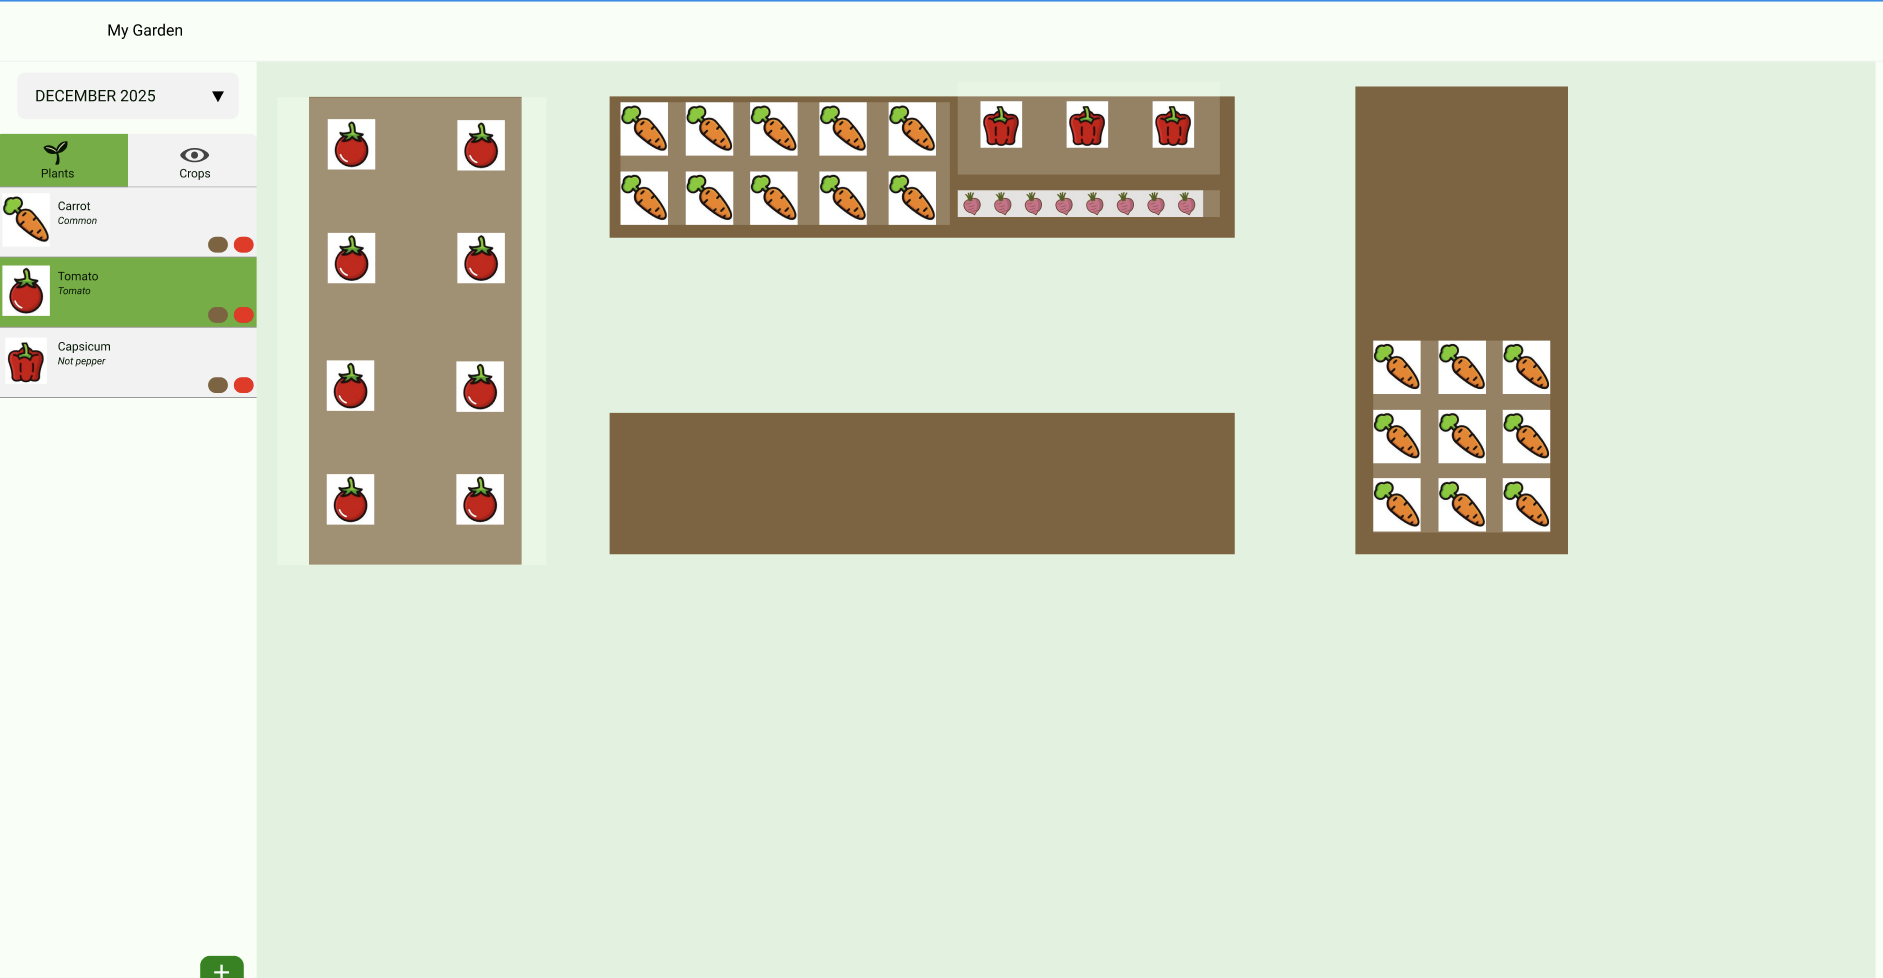 My Garden
DECEMBER 2025
Plants
Crops
Carrot
Common
Tomato
Tomato
Capsicum
Not pepper
+